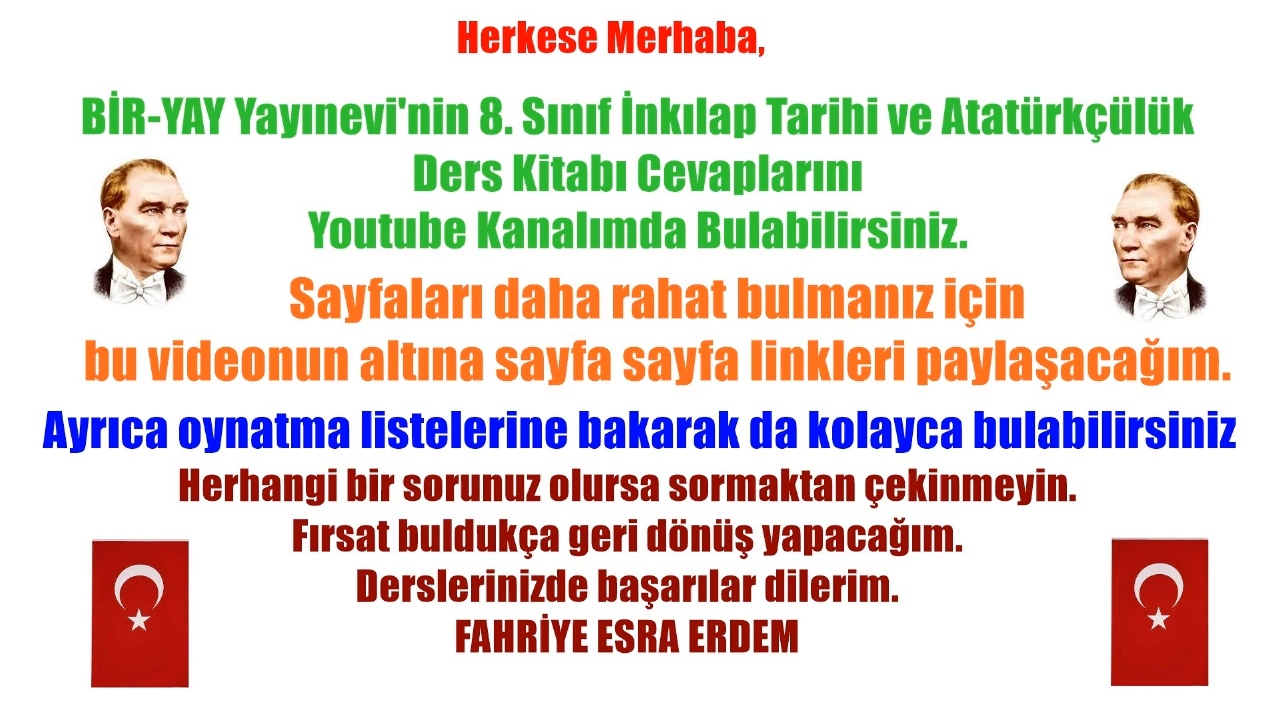 Herkese Merhaba,
BİR-YAY Yayınevi'nin 8. Sınıf İnkılap Tarihi ve Atatürkçülük
Ders Kitabı Cevaplarını
Youtube Kanalımda Bulabilirsiniz.
Sayfaları daha rahat bulmanız için
bu videonun altına sayfa sayfa linkleri paylaşacağım.
Ayrıca oynatma listelerine bakarak da kolayca bulabilirsiniz
Herhangi bir sorunuz olursa sormaktan çekinmeyin.
Fırsat buldukça geri dönüş yapacağım.
Derslerinizde başarılar dilerim.
FAHRİYE ESRA ERDEM